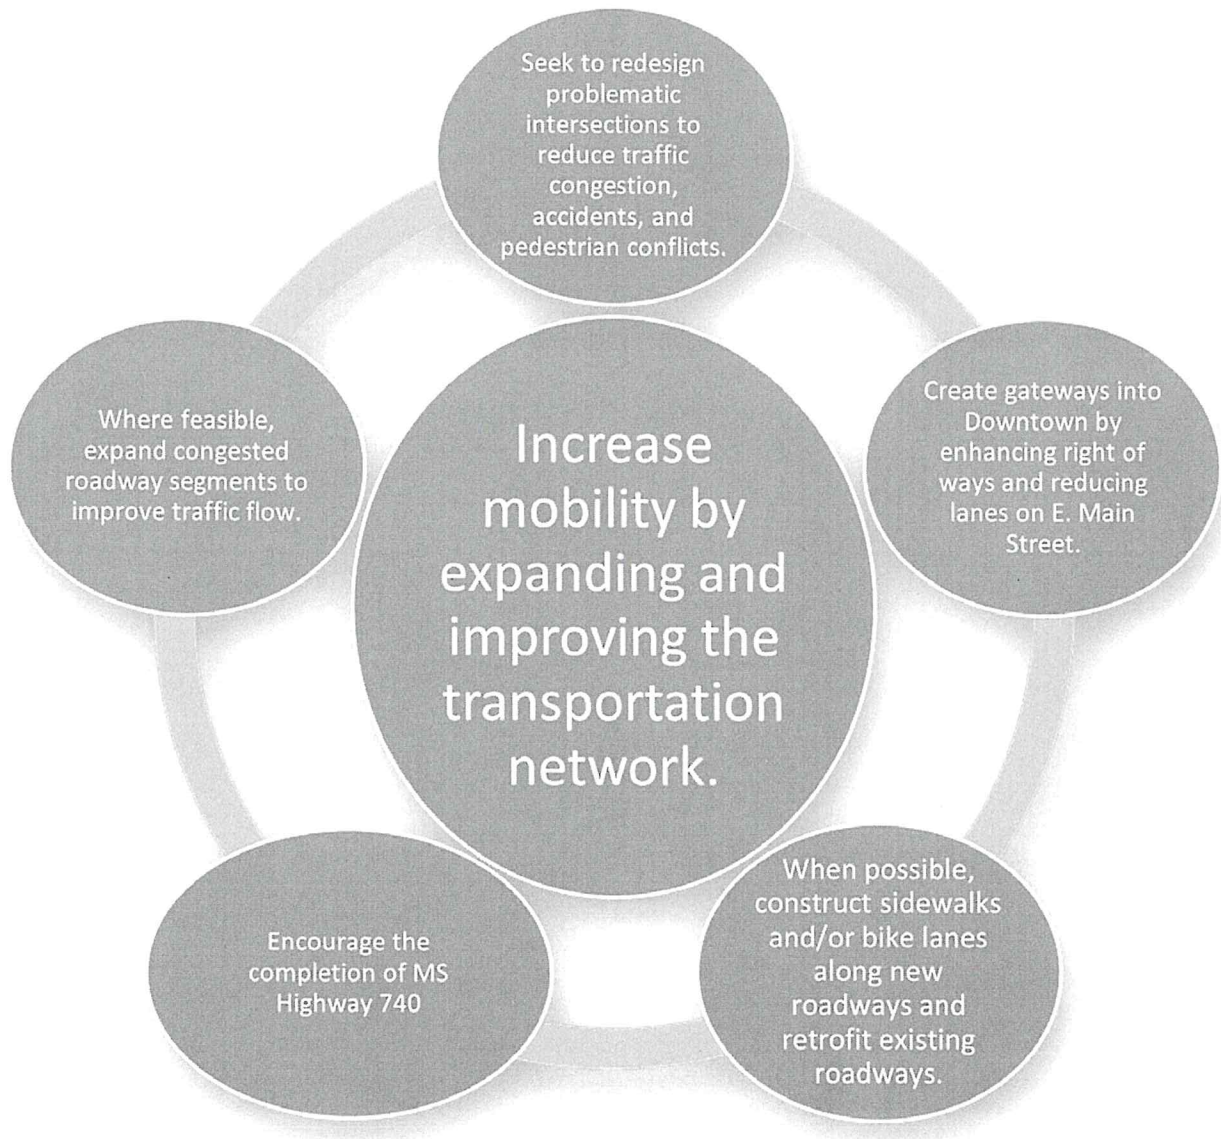 Seek to redesign
problematic
intersections to
reduce traffic
congestion,
accidents, and
pedestrian conflicts.
Create gateways into
Downtown by
enhancing right of
ways and reducing
lanes on E. Main
Street.
When possible,
construct sidewalks
and/or bike lanes
along new
roadways and
retrofit existing
roadways.
Encourage the
completion of MS
Highway 740
Where feasible,
expand congested
roadway segments to
improve traffic flow.
Increase
mobility by
expanding and
improving the
transportation
network.